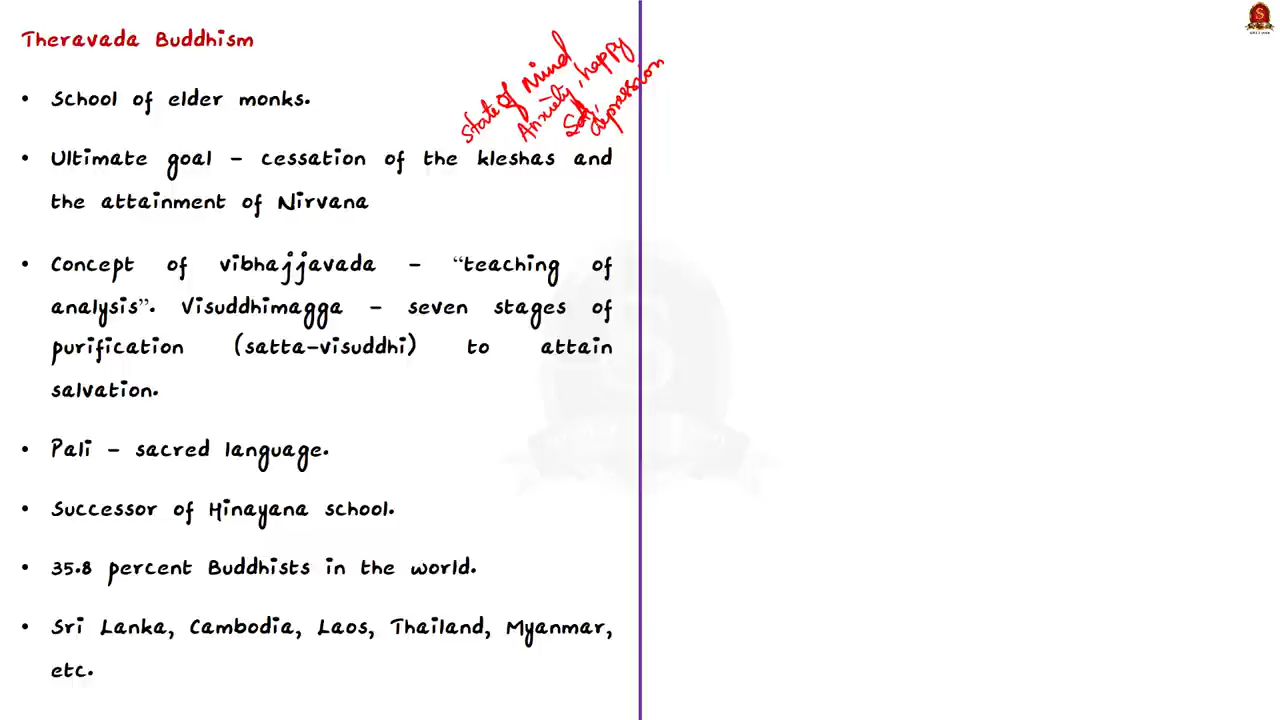 Theravada Buddhism
• School of elder monks.
State of Mind
Anxiety, happy
Sad, depression
• Ultimate goal – cessation of the kleshas and
the attainment of Nirvana
• Concept of vibhajjavada – “teaching of
analysis”. Visuddhimagga – seven stages of
purification (satta-visuddhi) to attain
salvation.
• Pali – sacred language.
• Successor of Hinayana school.
• 35.8 percent Buddhists in the world.
• Sri Lanka, Cambodia, Laos, Thailand, Myanmar,
etc.